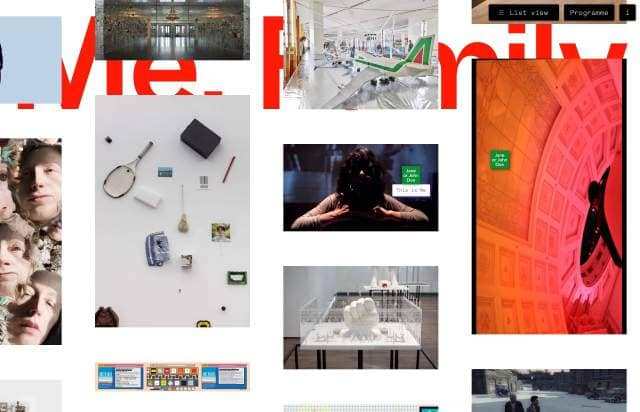 List view
Programme
i
Me. Family
Jane
or John
Doe
Jane
or John
Doe
This is Me